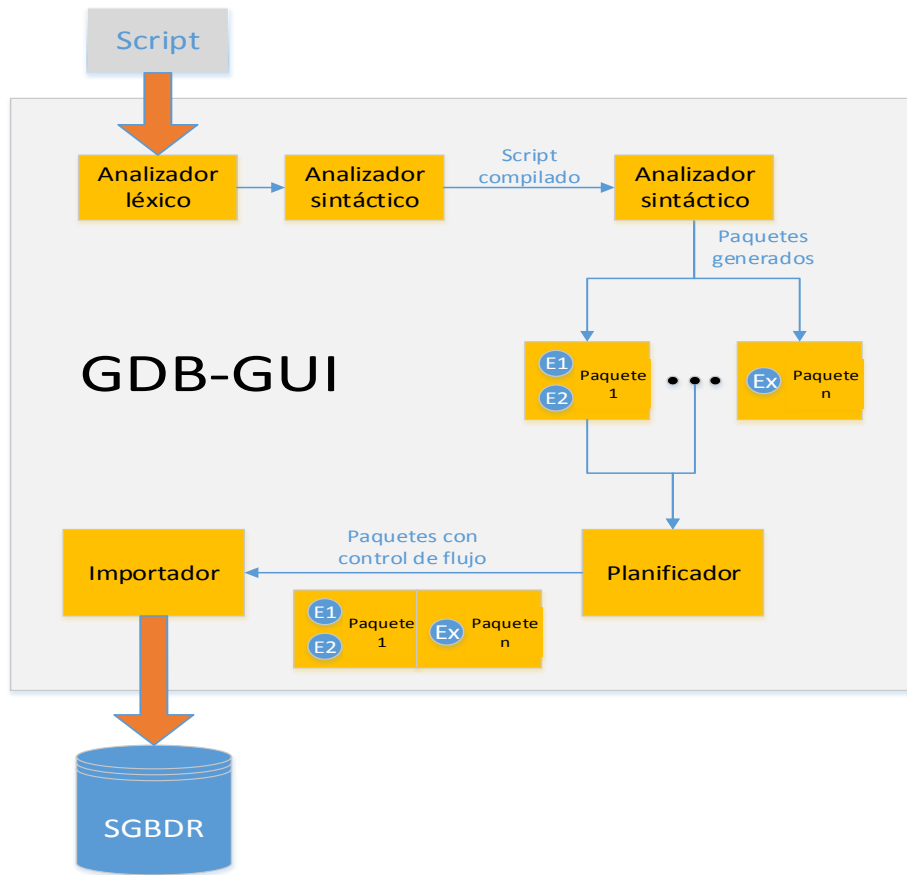 Script
Analizador
léxico
Analizador
sintáctico
Script
compilado
Analizador
sintáctico
Paquetes
generados
GDB-GUI
E1
E2
Paquete
1
Ex
Paquete
n
Importador
Paquetes con
control de flujo
Planificador
E1
E2
Paquete
1
Ex
Paquete
n
SGBDR